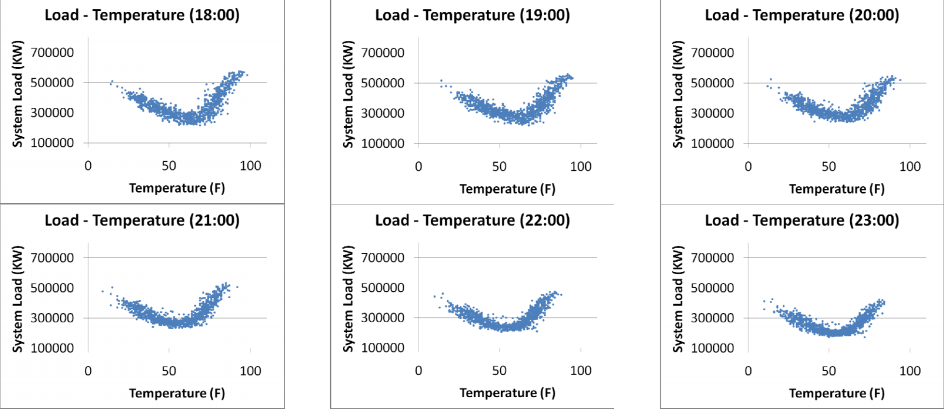 Load - Temperature (18:00)
System Load (KW)
700000
500000
300000
100000
0 50 100
Temperature (F)
Load - Temperature (19:00)
System Load (KW)
700000
500000
300000
100000
0 50 100
Temperature (F)
Load - Temperature (20:00)
System Load (KW)
700000
500000
300000
100000
0 50 100
Temperature (F)
Load - Temperature (21:00)
System Load (KW)
700000
500000
300000
100000
0 50 100
Temperature (F)
Load - Temperature (22:00)
System Load (KW)
700000
500000
300000
100000
0 50 100
Temperature (F)
Load - Temperature (23:00)
System Load (KW)
700000
500000
300000
100000
0 50 100
Temperature (F)